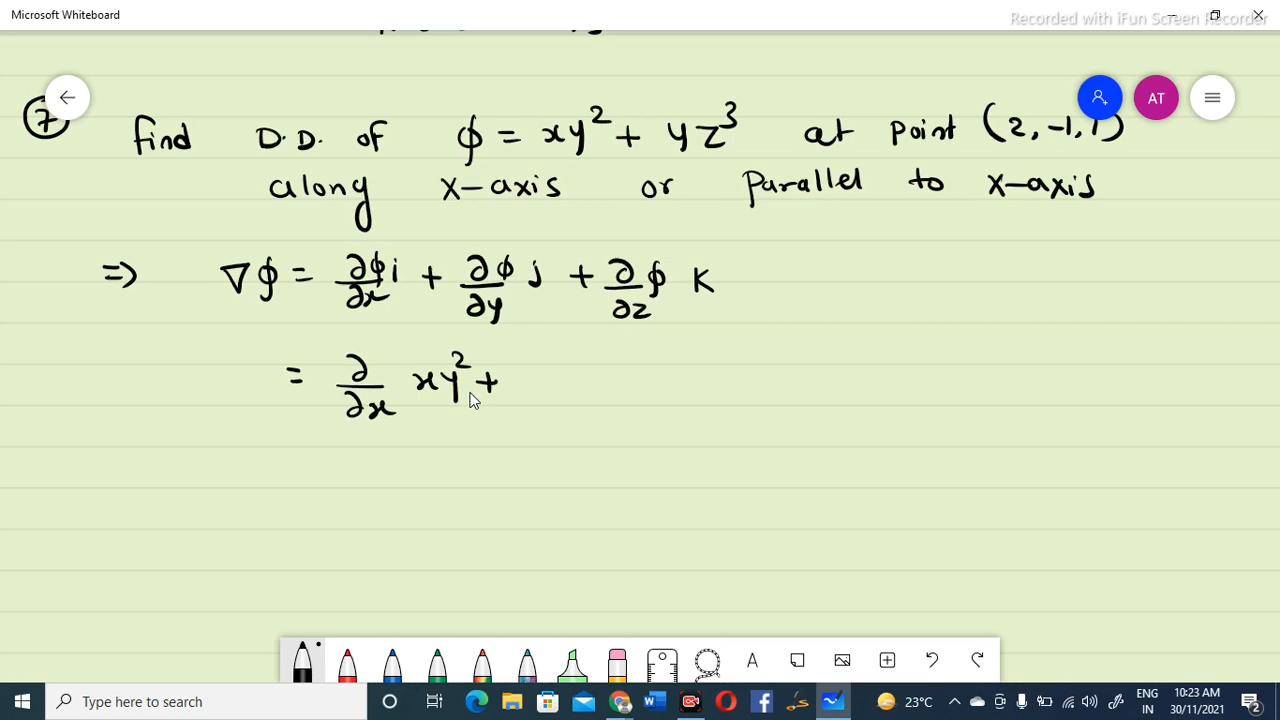 Microsoft Whiteboard
Recorded with iFun Screen Recorder
7
find D.D. of ϕ = xy² + yz³ at point (2, -1, 1)
along X-axis or Parallel to X-axis
AT
⇒ ∇ϕ = ∂ϕ/∂x i + ∂ϕ/∂y j + ∂/∂z ϕ K
= ∂/∂x xy² +
A
Type here to search
23°C
ENG
IN
10:23 AM
30/11/2021
2